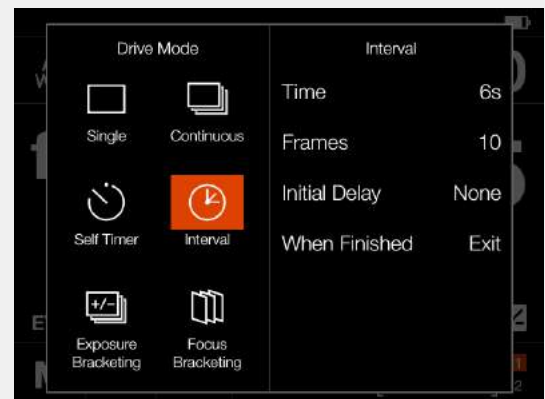 Drive Mode
Single
Continuous
Self Timer
Interval
+/-
Exposure
Bracketing
Focus
Bracketing
Interval
Time 6s
Frames 10
Initial Delay None
When Finished Exit